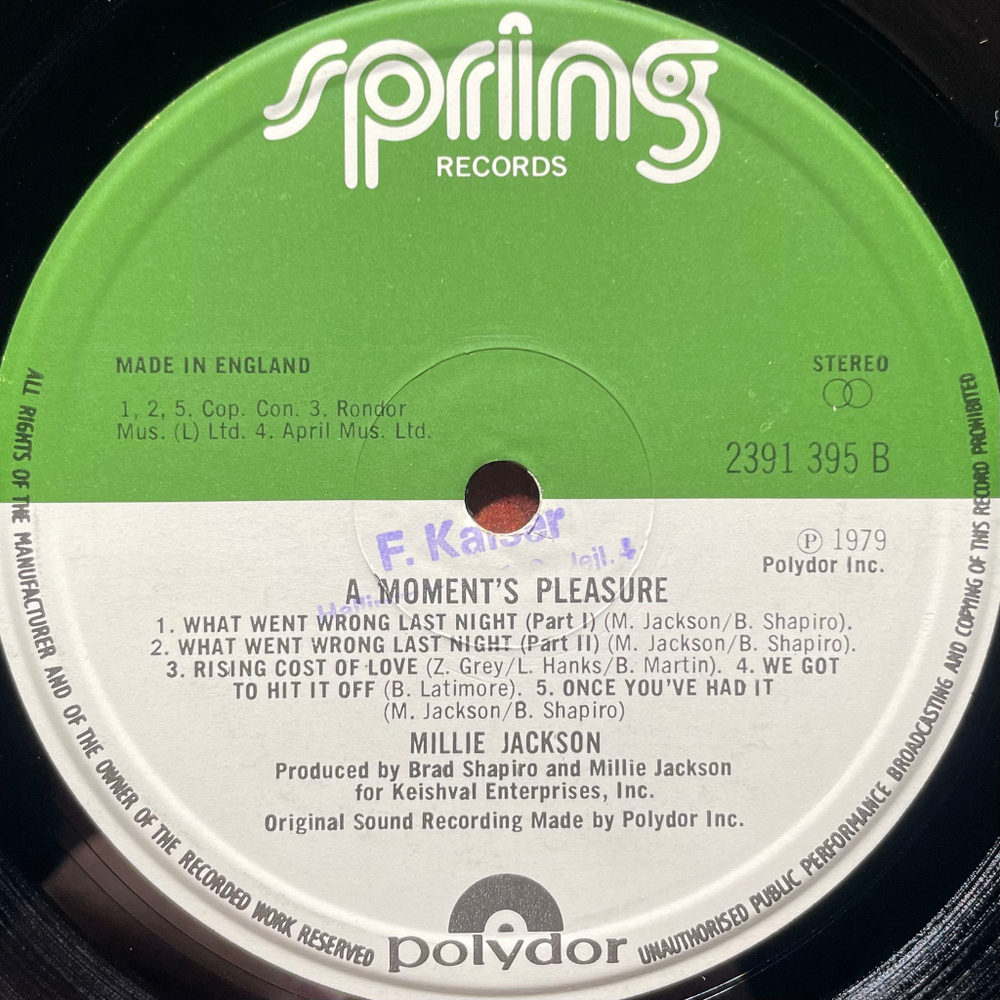 spring
RECORDS
MADE IN ENGLAND
STEREO
1, 2, 5. Cop. Con. 3. Rondor
Mus. (L) Ltd. 4. April Mus. Ltd.
2391 395 B
F. Kaiser
℗ 1979
Polydor Inc.
A MOMENT'S PLEASURE
1. WHAT WENT WRONG LAST NIGHT (Part I) (M. Jackson/B. Shapiro).
2. WHAT WENT WRONG LAST NIGHT (Part II) (M. Jackson/B. Shapiro).
3. RISING COST OF LOVE (Z. Grey/L. Hanks/B. Martin). 4. WE GOT
TO HIT IT OFF (B. Latimore). 5. ONCE YOU'VE HAD IT
(M. Jackson/B. Shapiro)
MILLIE JACKSON
Produced by Brad Shapiro and Millie Jackson
for Keishval Enterprises, Inc.
Original Sound Recording Made by Polydor Inc.
polydor
ALL RIGHTS OF THE MANUFACTURER AND OF THE OWNER OF THE RECORDED WORK RESERVED
UNAUTHORISED PUBLIC PERFORMANCE BROADCASTING AND COPYING OF THIS RECORD PROHIBITED